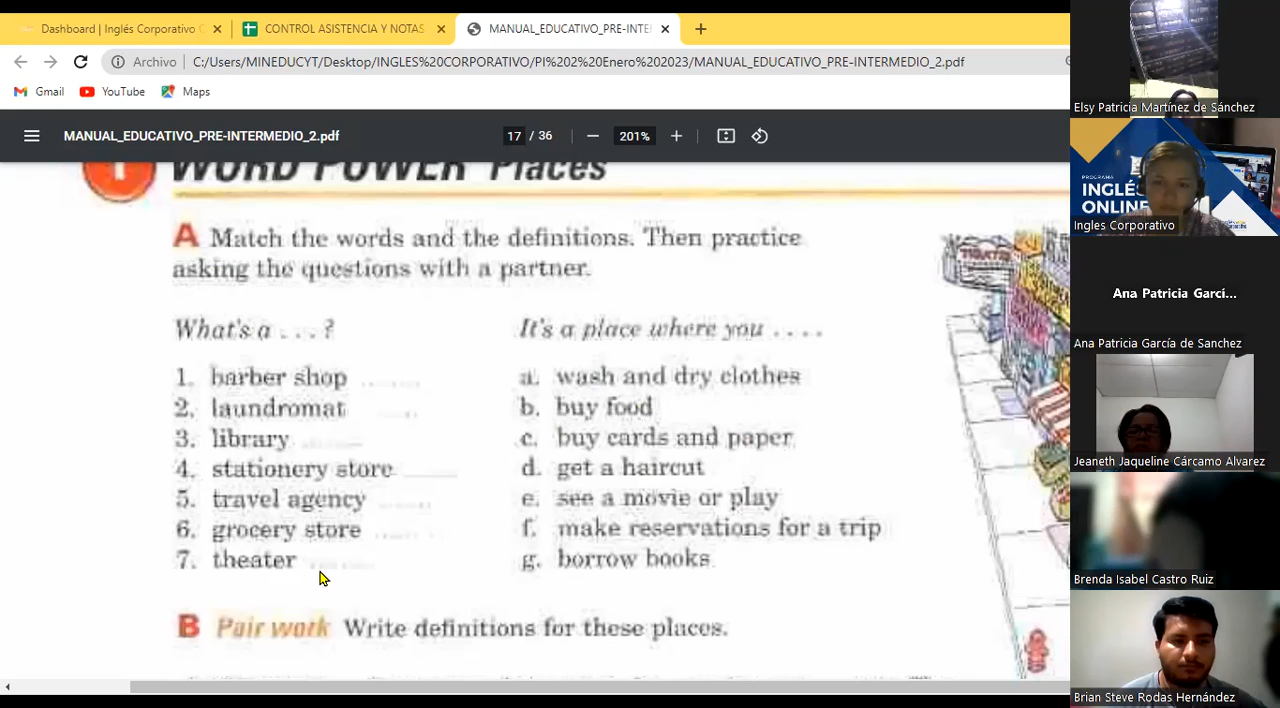 Dashboard | Inglés Corporativo
CONTROL ASISTENCIA Y NOTAS
MANUAL_EDUCATIVO_PRE-INTE
Archivo
C:/Users/MINEDUCYT/Desktop/INGLES%20CORPORATIVO/PI%202%20Enero%202023/MANUAL_EDUCATIVO_PRE-INTERMEDIO_2.pdf
Gmail
YouTube
Maps
MANUAL_EDUCATIVO_PRE-INTERMEDIO_2.pdf
17 / 36
201%
WORD POWER Places
A Match the words and the definitions. Then practice
asking the questions with a partner.
What's a . . . ?
1. barber shop
2. laundromat
3. library
4. stationery store
5. travel agency
6. grocery store
7. theater
It's a place where you . . . .
a. wash and dry clothes
b. buy food
c. buy cards and paper
d. get a haircut
e. see a movie or play
f. make reservations for a trip
g. borrow books
B Pair work Write definitions for these places.
Elsy Patricia Martínez de Sánchez
PROGRAMA
INGLÉS
ONLINE
Ingles Corporativo
Ana Patricia Garcí...
Ana Patricia García de Sanchez
Jeaneth Jaqueline Cárcamo Alvarez
Brenda Isabel Castro Ruiz
Brian Steve Rodas Hernández